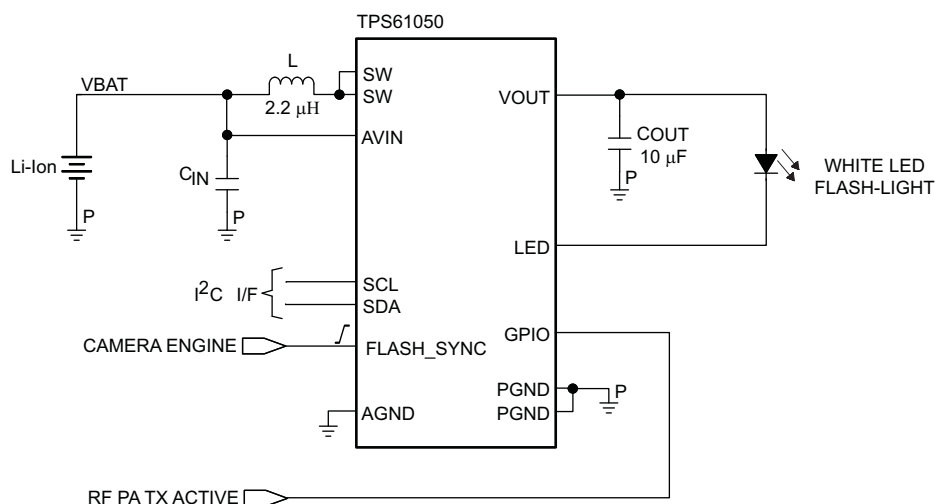 TPS61050
L
2.2 μH
VBAT
SW
SW
AVIN
VOUT
COUT
10 μF
P
Li-Ion
P
CIN
P
WHITE LED
FLASH-LIGHT
LED
I2C I/F
SCL
SDA
GPIO
CAMERA ENGINE
FLASH_SYNC
PGND
PGND
P
AGND
RF PA TX ACTIVE